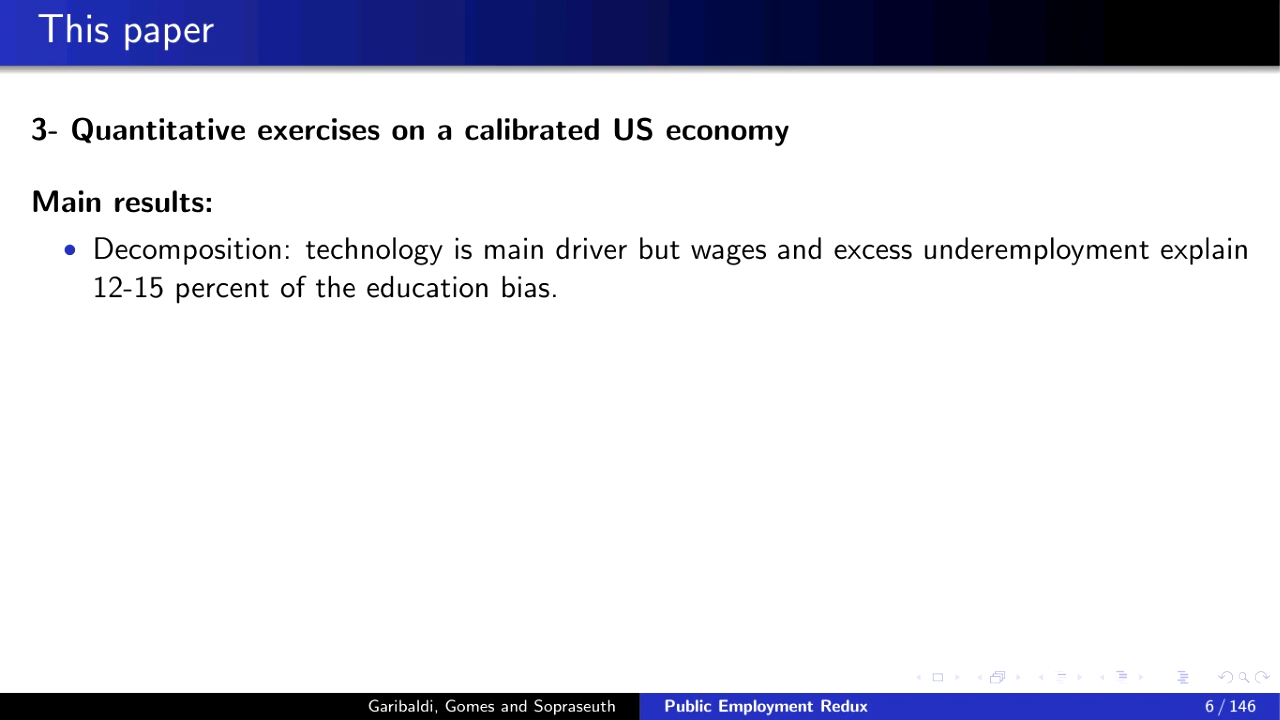 This paper
3- Quantitative exercises on a calibrated US economy
Main results:
• Decomposition: technology is main driver but wages and excess underemployment explain
12-15 percent of the education bias.
Garibaldi, Gomes and Sopraseuth
Public Employment Redux
6 / 146